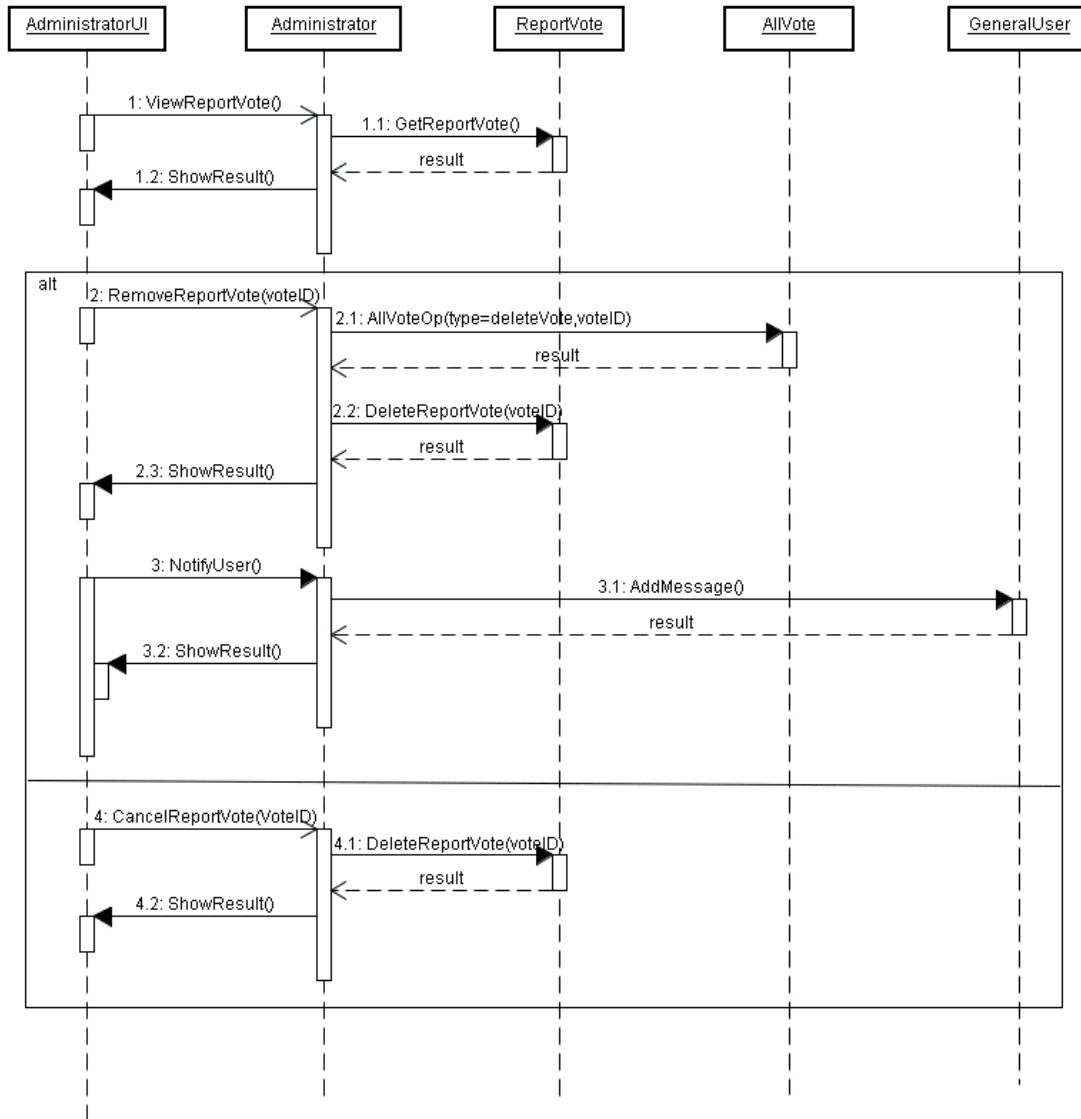 AdministratorUI
Administrator
ReportVote
AllVote
GeneralUser
1: ViewReportVote()
1.1: GetReportVote()
result
1.2: ShowResult()
alt
2: RemoveReportVote(voteID)
2.1: AllVoteOp(type=deleteVote,voteID)
result
2.2: DeleteReportVote(voteID)
result
2.3: ShowResult()
3: NotifyUser()
3.1: AddMessage()
result
3.2: ShowResult()
4: CancelReportVote(VoteID)
4.1: DeleteReportVote(voteID)
result
4.2: ShowResult()